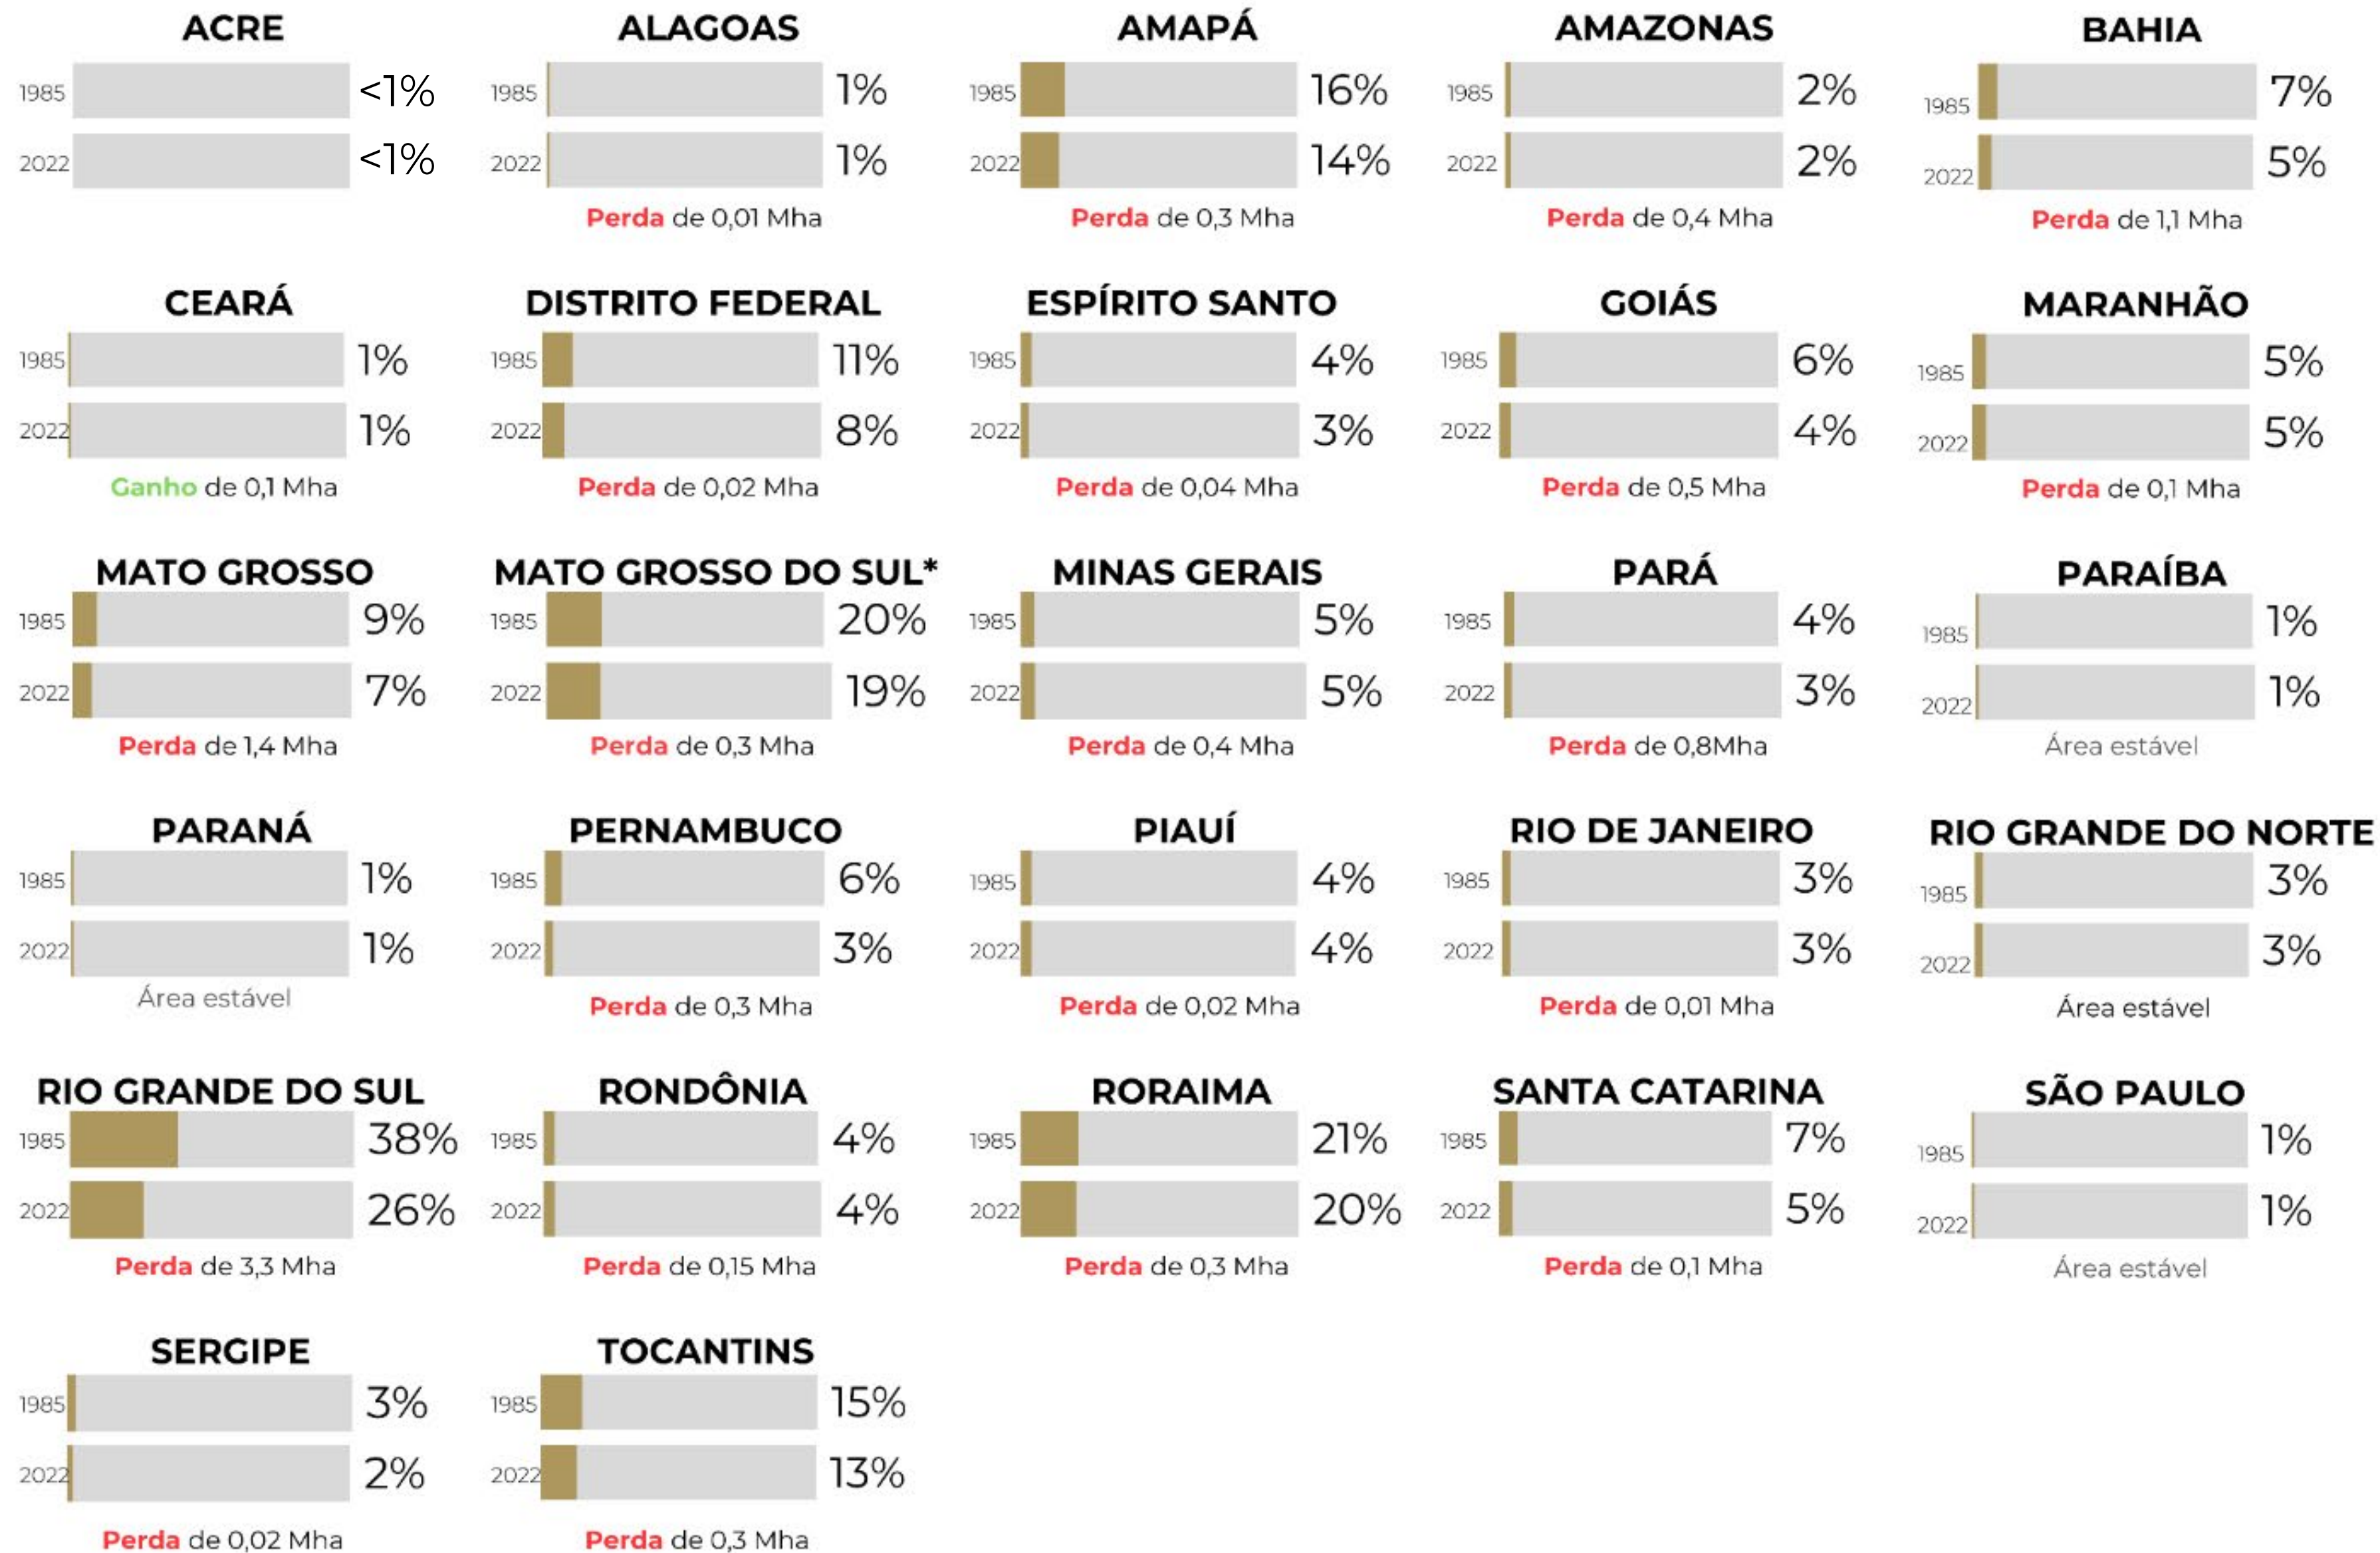 ACRE
1985 <1%
2022 <1%
ALAGOAS
1985 1%
2022 1%
Perda de 0,01 Mha
AMAPÁ
1985 16%
2022 14%
Perda de 0,3 Mha
AMAZONAS
1985 2%
2022 2%
Perda de 0,4 Mha
BAHIA
1985 7%
2022 5%
Perda de 1,1 Mha
CEARÁ
1985 1%
2022 1%
Ganho de 0,1 Mha
DISTRITO FEDERAL
1985 11%
2022 8%
Perda de 0,02 Mha
ESPÍRITO SANTO
1985 4%
2022 3%
Perda de 0,04 Mha
GOIÁS
1985 6%
2022 4%
Perda de 0,5 Mha
MARANHÃO
1985 5%
2022 5%
Perda de 0,1 Mha
MATO GROSSO
1985 9%
2022 7%
Perda de 1,4 Mha
MATO GROSSO DO SUL*
1985 20%
2022 19%
Perda de 0,3 Mha
MINAS GERAIS
1985 5%
2022 5%
Perda de 0,4 Mha
PARÁ
1985 4%
2022 3%
Perda de 0,8Mha
PARAÍBA
1985 1%
2022 1%
Área estável
PARANÁ
1985 1%
2022 1%
Área estável
PERNAMBUCO
1985 6%
2022 3%
Perda de 0,3 Mha
PIAUÍ
1985 4%
2022 4%
Perda de 0,02 Mha
RIO DE JANEIRO
1985 3%
2022 3%
Perda de 0,01 Mha
RIO GRANDE DO NORTE
1985 3%
2022 3%
Área estável
RIO GRANDE DO SUL
1985 38%
2022 26%
Perda de 3,3 Mha
RONDÔNIA
1985 4%
2022 4%
Perda de 0,15 Mha
RORAIMA
1985 21%
2022 20%
Perda de 0,3 Mha
SANTA CATARINA
1985 7%
2022 5%
Perda de 0,1 Mha
SÃO PAULO
1985 1%
2022 1%
Área estável
SERGIPE
1985 3%
2022 2%
Perda de 0,02 Mha
TOCANTINS
1985 15%
2022 13%
Perda de 0,3 Mha